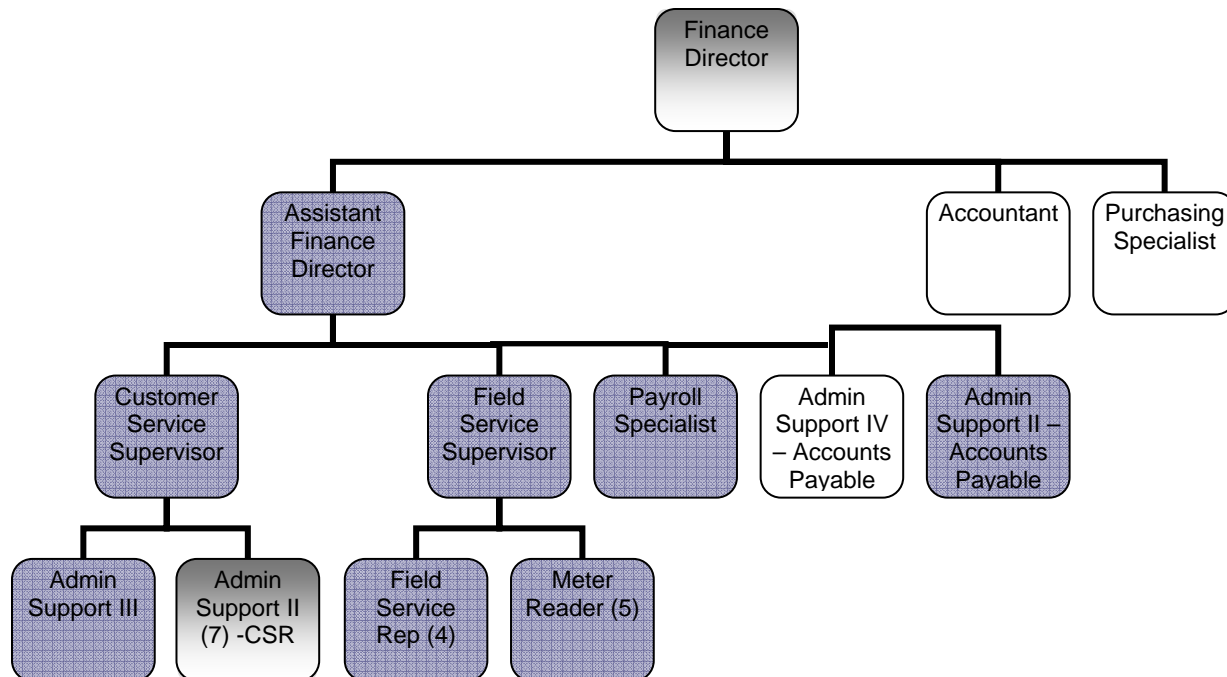 Finance
Director
Assistant
Finance
Director
Accountant
Purchasing
Specialist
Customer
Service
Supervisor
Field
Service
Supervisor
Payroll
Specialist
Admin
Support IV
– Accounts
Payable
Admin
Support II –
Accounts
Payable
Admin
Support III
Admin
Support II
(7) -CSR
Field
Service
Rep (4)
Meter
Reader (5)